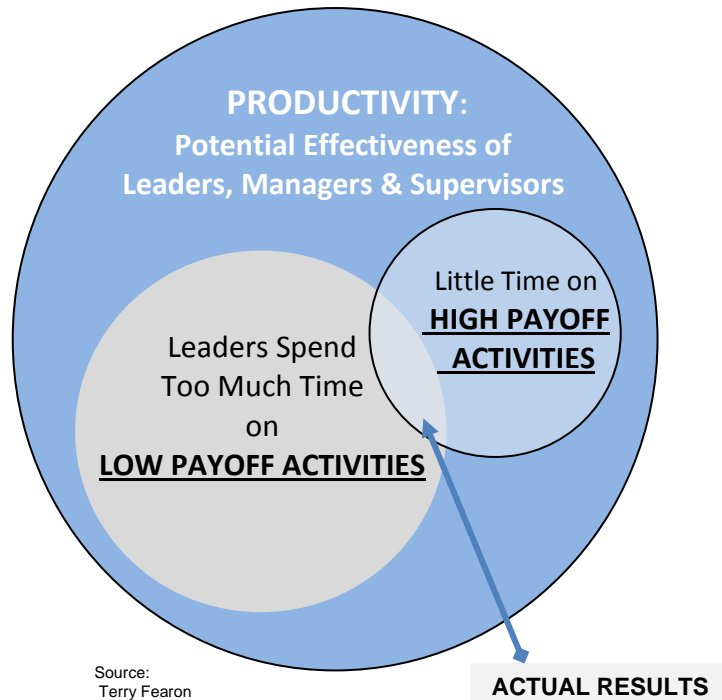 PRODUCTIVITY:
Potential Effectiveness of
Leaders, Managers & Supervisors
Little Time on
HIGH PAYOFF
ACTIVITIES
Leaders Spend
Too Much Time
on
LOW PAYOFF ACTIVITIES
Source:
Terry Fearon
ACTUAL RESULTS